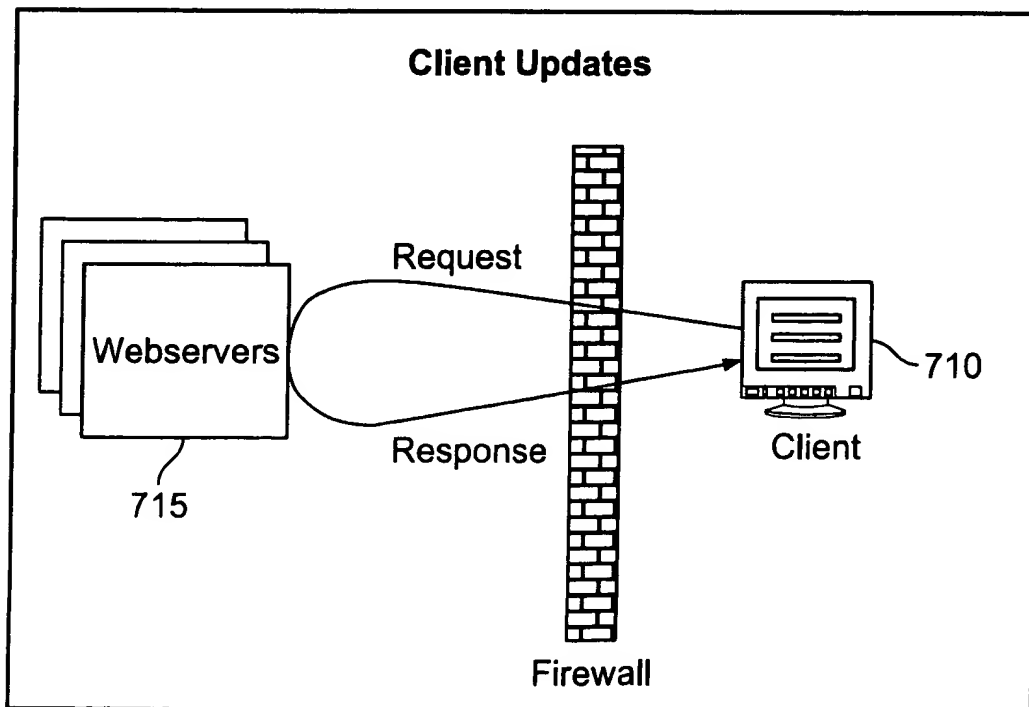 Client Updates
Request
Webservers
710
Client
Response
715
Firewall